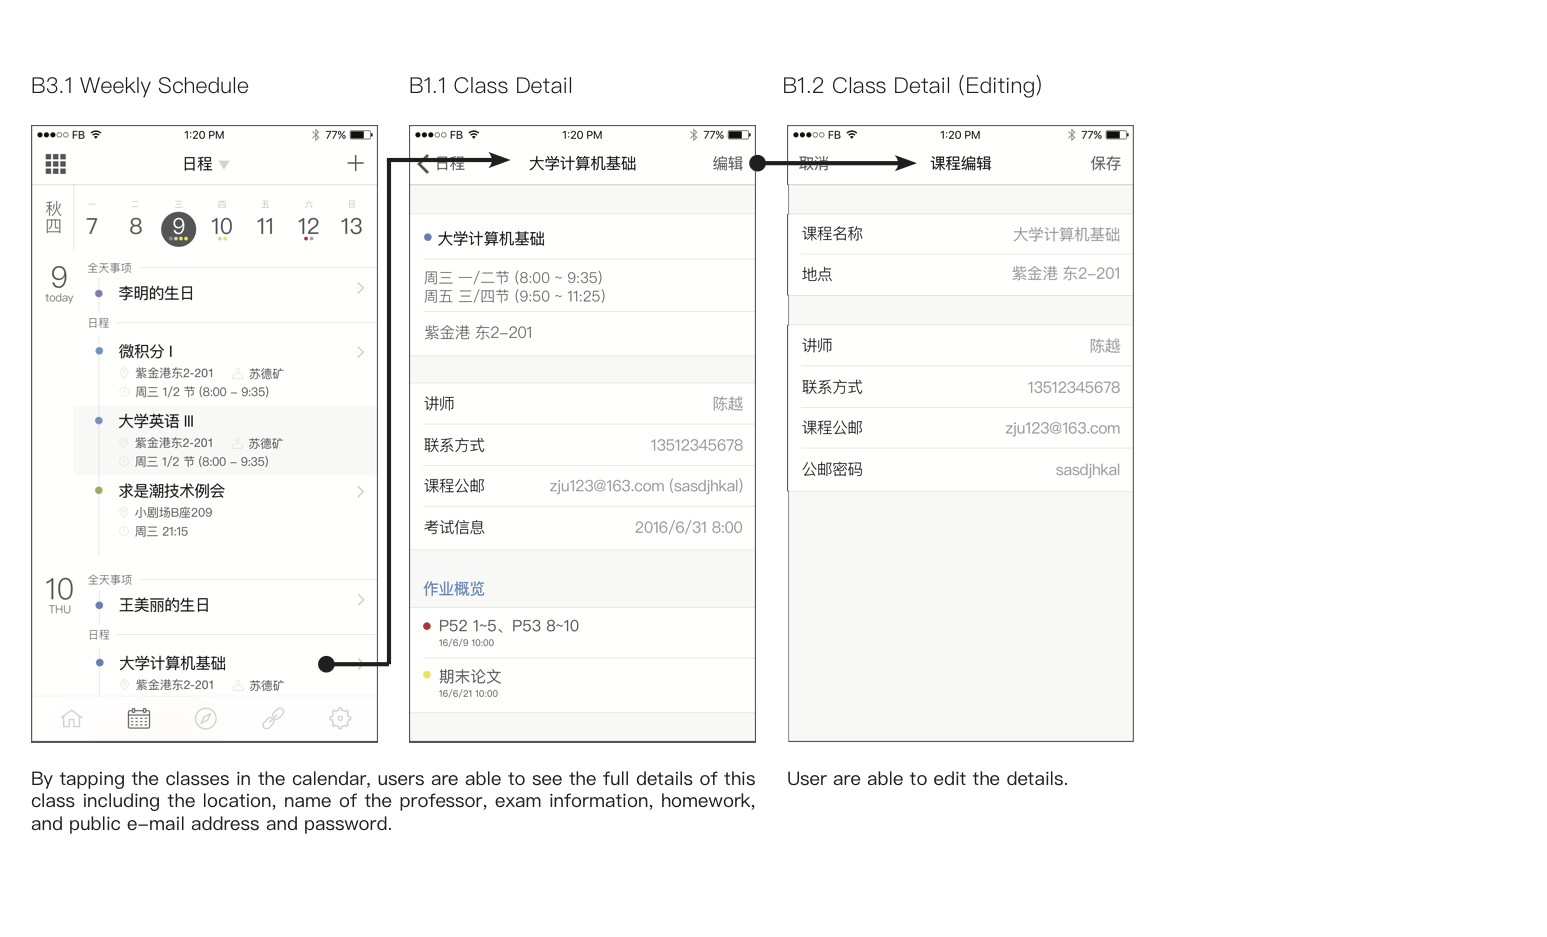 B3.1 Weekly Schedule
FB
1:20 PM
77%
日程
秋四
一 二 三 四 五 六 日
7 8 9 10 11 12 13
9
today
全天事项
李明的生日
日程
微积分 I
紫金港东2-201 苏德矿
周三 1/2 节 (8:00 – 9:35)
大学英语 III
紫金港东2-201 苏德矿
周三 1/2 节 (8:00 – 9:35)
求是潮技术例会
小剧场B座209
周三 21:15
10
THU
全天事项
王美丽的生日
日程
大学计算机基础
紫金港东2-201 苏德矿
B1.1 Class Detail
FB
1:20 PM
77%
日程 大学计算机基础 编辑
大学计算机基础
周三 一/二节 (8:00 ~ 9:35)
周五 三/四节 (9:50 ~ 11:25)
紫金港 东2-201
讲师 陈越
联系方式 13512345678
课程公邮 zju123@163.com (sasdjhkal)
考试信息 2016/6/31 8:00
作业概览
P52 1~5、P53 8~10
16/6/9 10:00
期末论文
16/6/21 10:00
B1.2 Class Detail (Editing)
FB
1:20 PM
77%
取消 课程编辑 保存
课程名称 大学计算机基础
地点 紫金港 东2-201
讲师 陈越
联系方式 13512345678
课程公邮 zju123@163.com
公邮密码 sasdjhkal
By tapping the classes in the calendar, users are able to see the full details of this
class including the location, name of the professor, exam information, homework,
and public e-mail address and password.
User are able to edit the details.